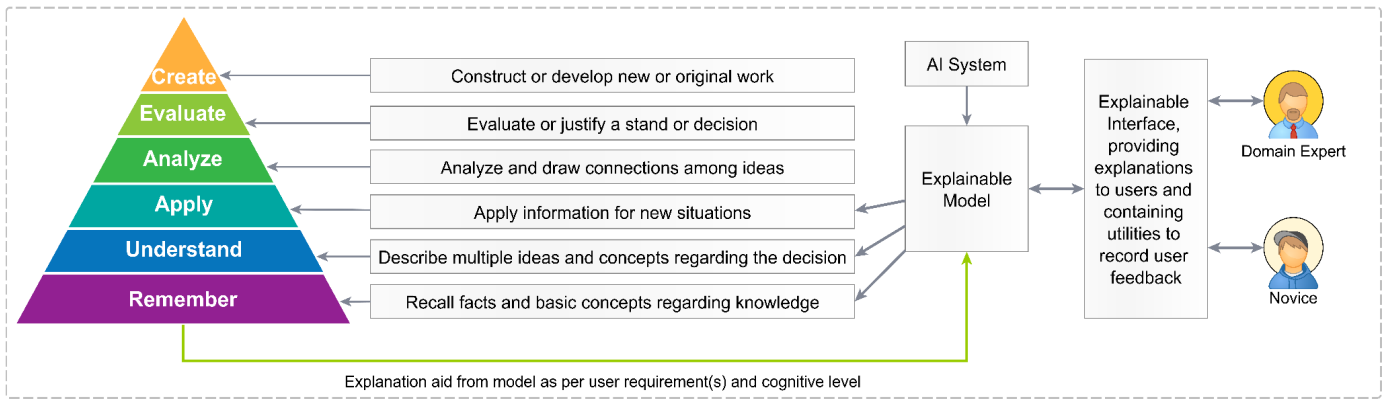 Create
Evaluate
Analyze
Apply
Understand
Remember
Construct or develop new or original work
Evaluate or justify a stand or decision
Analyze and draw connections among ideas
Apply information for new situations
Describe multiple ideas and concepts regarding the decision
Recall facts and basic concepts regarding knowledge
AI System
Explainable
Model
Explainable
Interface,
providing
explanations
to users and
containing
utilities to
record user
feedback
Domain Expert
Novice
Explanation aid from model as per user requirement(s) and cognitive level